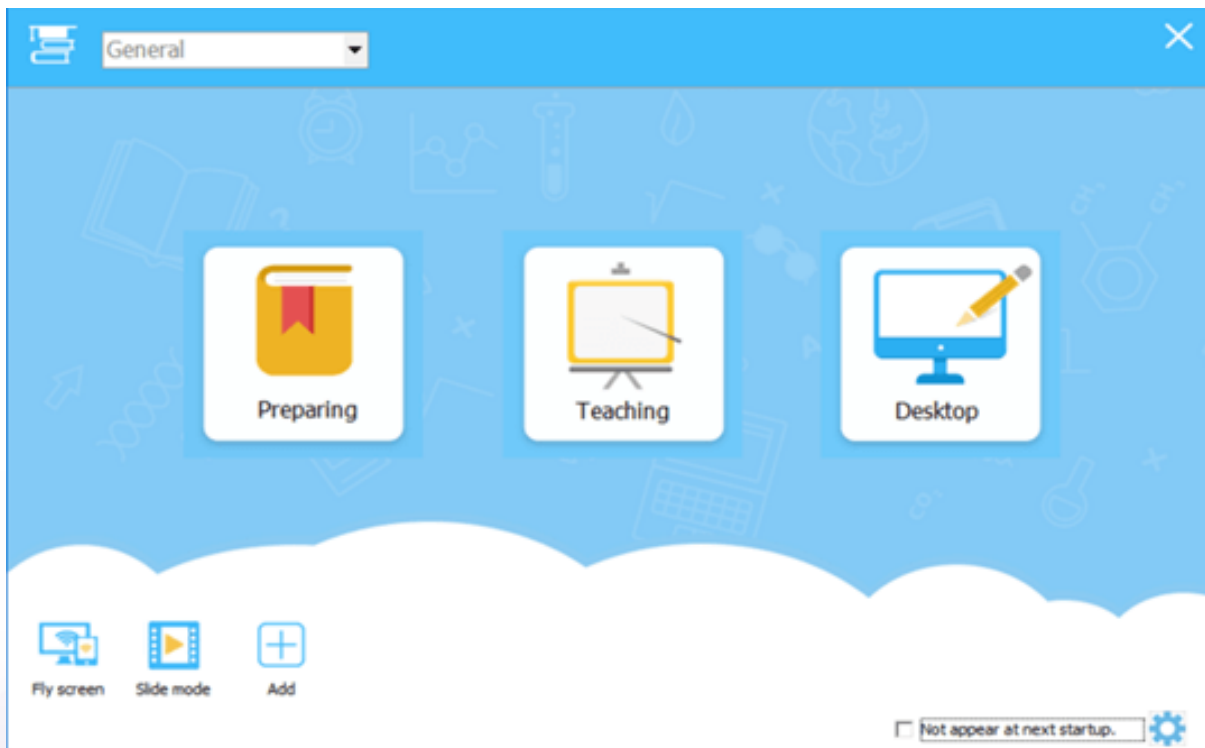 General
Preparing
Teaching
Desktop
Fly screen
Slide mode
Add
Not appear at next startup.